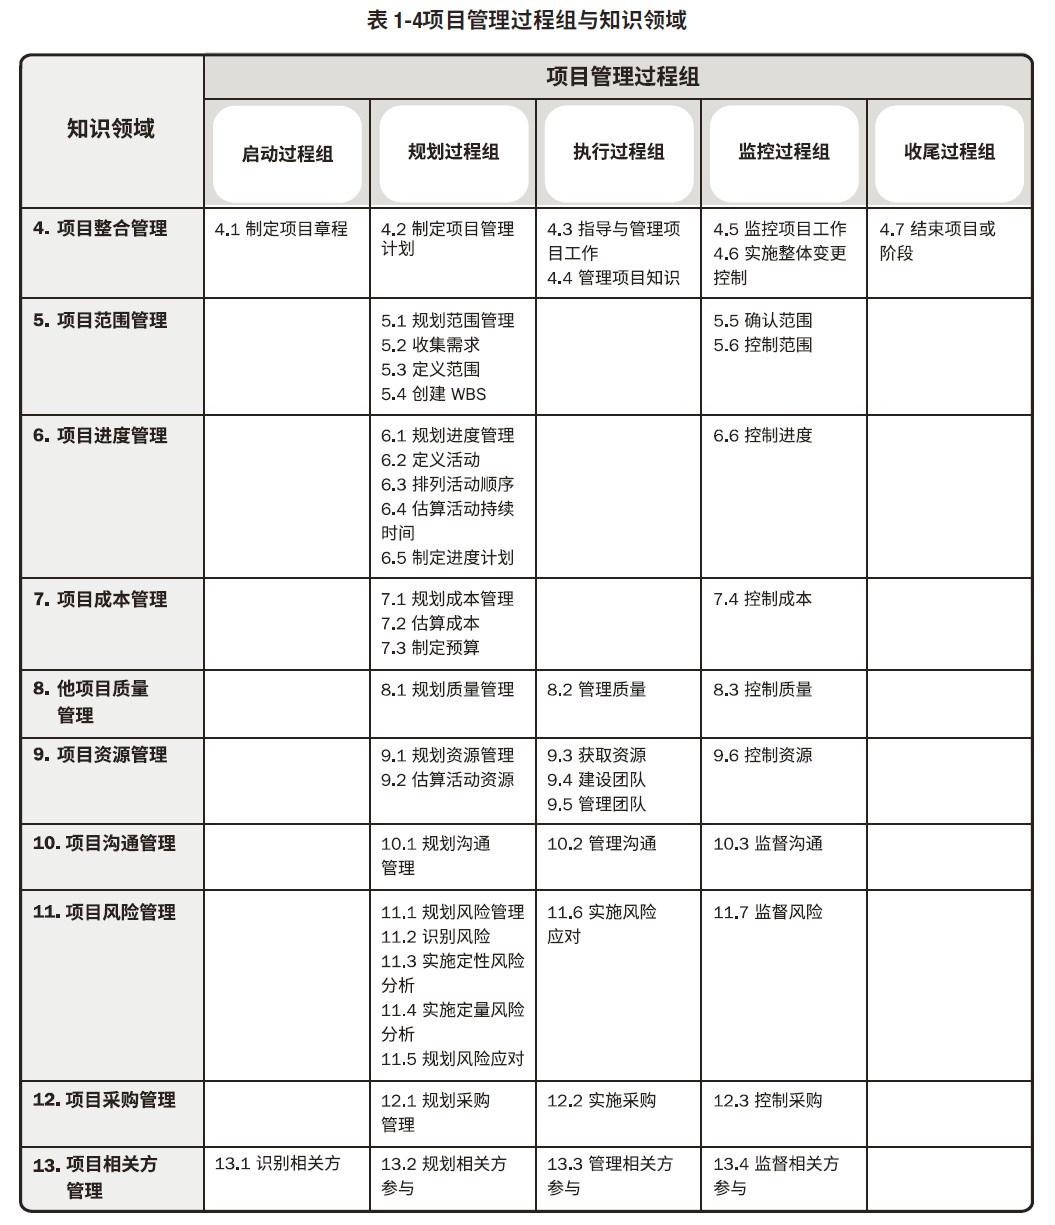 表 1-4项目管理过程组与知识领域
知识领域
项目管理过程组
启动过程组
规划过程组
执行过程组
监控过程组
收尾过程组
4. 项目整合管理
4.1 制定项目章程
4.2 制定项目管理
计划
4.3 指导与管理项
目工作
4.4 管理项目知识
4.5 监控项目工作
4.6 实施整体变更
控制
4.7 结束项目或
阶段
5. 项目范围管理
5.1 规划范围管理
5.2 收集需求
5.3 定义范围
5.4 创建 WBS
5.5 确认范围
5.6 控制范围
6. 项目进度管理
6.1 规划进度管理
6.2 定义活动
6.3 排列活动顺序
6.4 估算活动持续
时间
6.5 制定进度计划
6.6 控制进度
7. 项目成本管理
7.1 规划成本管理
7.2 估算成本
7.3 制定预算
7.4 控制成本
8. 他项目质量
管理
8.1 规划质量管理
8.2 管理质量
8.3 控制质量
9. 项目资源管理
9.1 规划资源管理
9.2 估算活动资源
9.3 获取资源
9.4 建设团队
9.5 管理团队
9.6 控制资源
10. 项目沟通管理
10.1 规划沟通
管理
10.2 管理沟通
10.3 监督沟通
11. 项目风险管理
11.1 规划风险管理
11.2 识别风险
11.3 实施定性风险
分析
11.4 实施定量风险
分析
11.5 规划风险应对
11.6 实施风险
应对
11.7 监督风险
12. 项目采购管理
12.1 规划采购
管理
12.2 实施采购
12.3 控制采购
13. 项目相关方
管理
13.1 识别相关方
13.2 规划相关方
参与
13.3 管理相关方
参与
13.4 监督相关方
参与